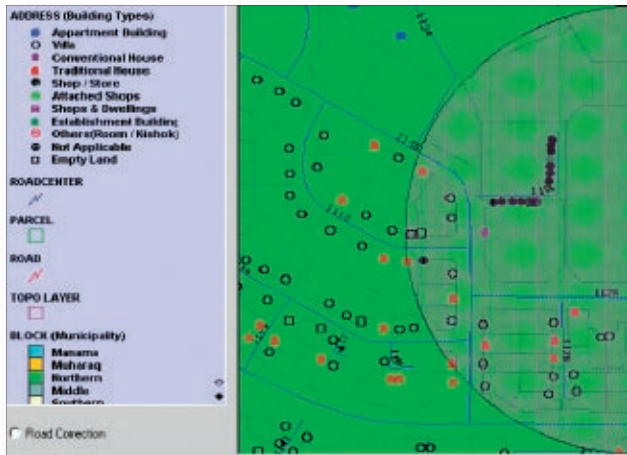 ADDRESS (Building Types)
Appartment Building
Villa
Conventional House
Traditional House
Shop / Store
Attached Shops
Shops & Dwellings
Establishment Building
Others(Room / Kishok)
Not Applicable
Empty Land
ROADCENTER
PARCEL
ROAD
TOPO LAYER
BLOCK (Municipality)
Manama
Muharaq
Northern
Middle
Southern
Road Correction